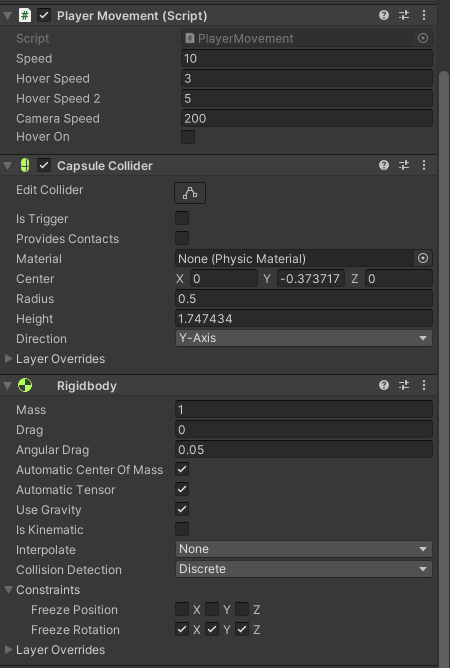 Player Movement (Script)
Script PlayerMovement
Speed 10
Hover Speed 3
Hover Speed 2 5
Camera Speed 200
Hover On
Capsule Collider
Edit Collider
Is Trigger
Provides Contacts
Material None (Physic Material)
Center X 0 Y -0.373717 Z 0
Radius 0.5
Height 1.747434
Direction Y-Axis
Layer Overrides
Rigidbody
Mass 1
Drag 0
Angular Drag 0.05
Automatic Center Of Mass
Automatic Tensor
Use Gravity
Is Kinematic
Interpolate None
Collision Detection Discrete
Constraints
Freeze Position X Y Z
Freeze Rotation X Y Z
Layer Overrides